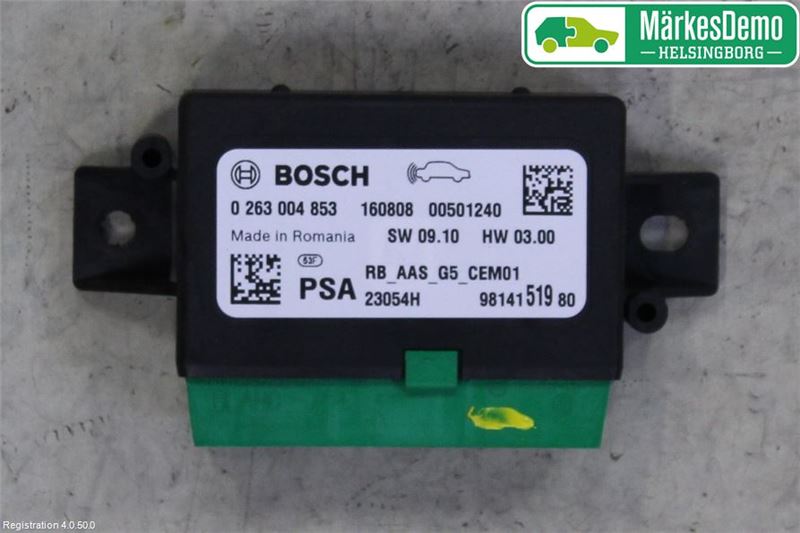 MärkesDemo
HELSINGBORG
BOSCH
0 263 004 853 160808 00501240
Made in Romania SW 09.10 HW 03.00
63F
PSA RB_AAS_G5_CEM01
23054H 98141 519 80
Registration 4.0.50.0